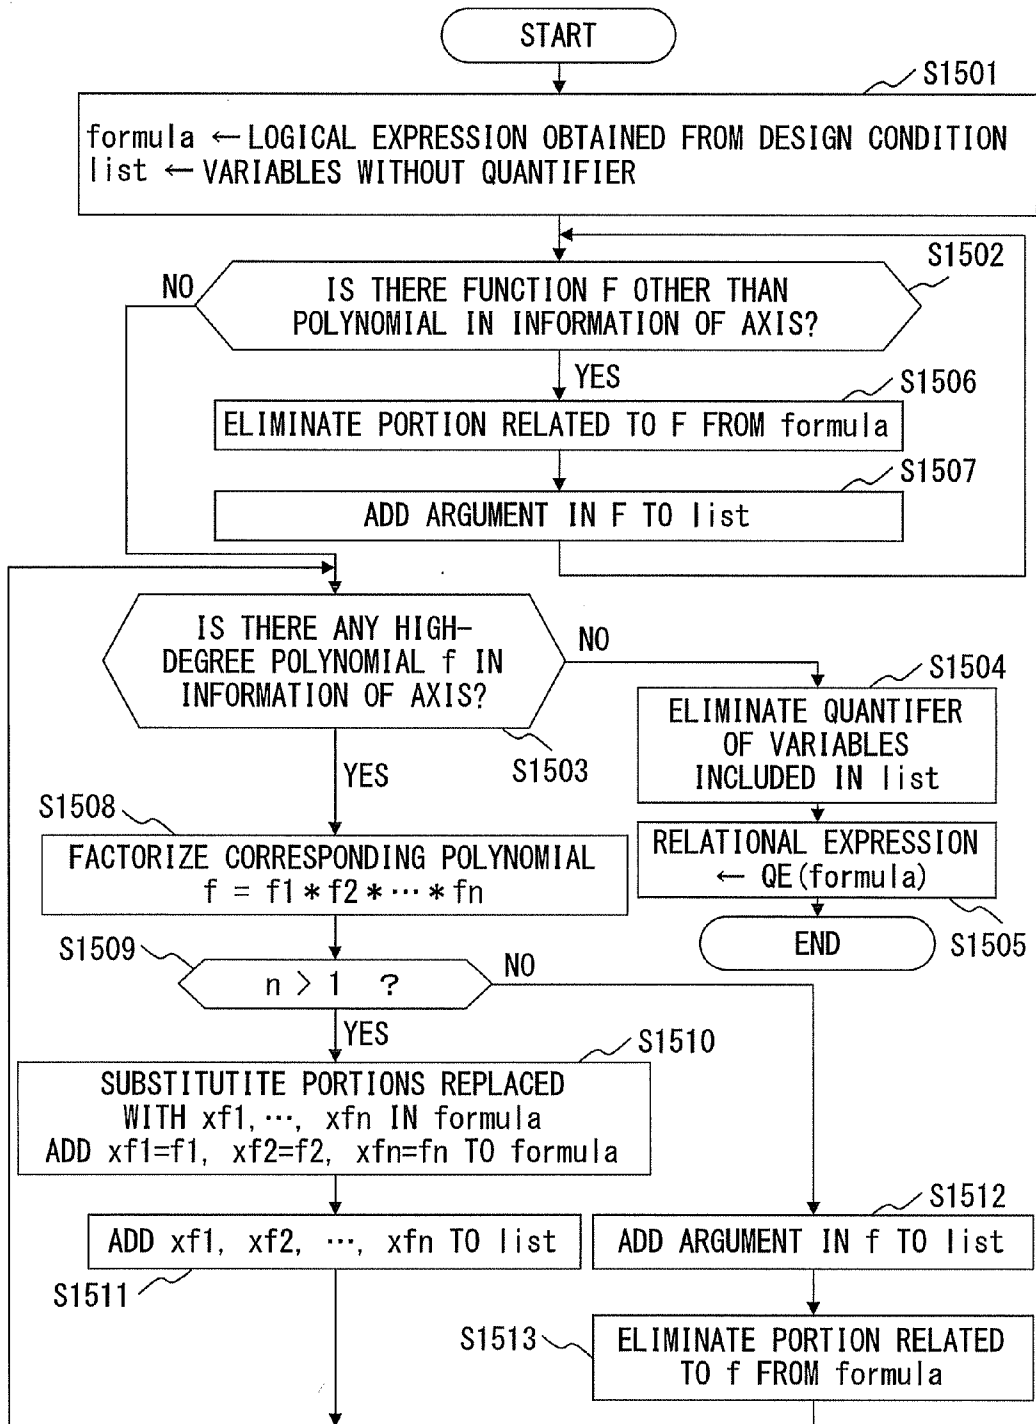 START
S1501
formula ← LOGICAL EXPRESSION OBTAINED FROM DESIGN CONDITION
list ← VARIABLES WITHOUT QUANTIFIER
S1502
NO
IS THERE FUNCTION F OTHER THAN
POLYNOMIAL IN INFORMATION OF AXIS?
YES
S1506
ELIMINATE PORTION RELATED TO F FROM formula
S1507
ADD ARGUMENT IN F TO list
IS THERE ANY HIGH-
DEGREE POLYNOMIAL f IN
INFORMATION OF AXIS?
NO
S1503
YES
S1504
ELIMINATE QUANTIFER
OF VARIABLES
INCLUDED IN list
RELATIONAL EXPRESSION
← QE(formula)
S1505
END
S1508
FACTORIZE CORRESPONDING POLYNOMIAL
f = f1 * f2 * ⋯ * fn
S1509
n > 1 ?
NO
YES
S1510
SUBSTITUTITE PORTIONS REPLACED
WITH xf1, ⋯, xfn IN formula
ADD xf1=f1, xf2=f2, xfn=fn TO formula
ADD xf1, xf2, ⋯, xfn TO list
S1511
S1512
ADD ARGUMENT IN f TO list
S1513
ELIMINATE PORTION RELATED
TO f FROM formula